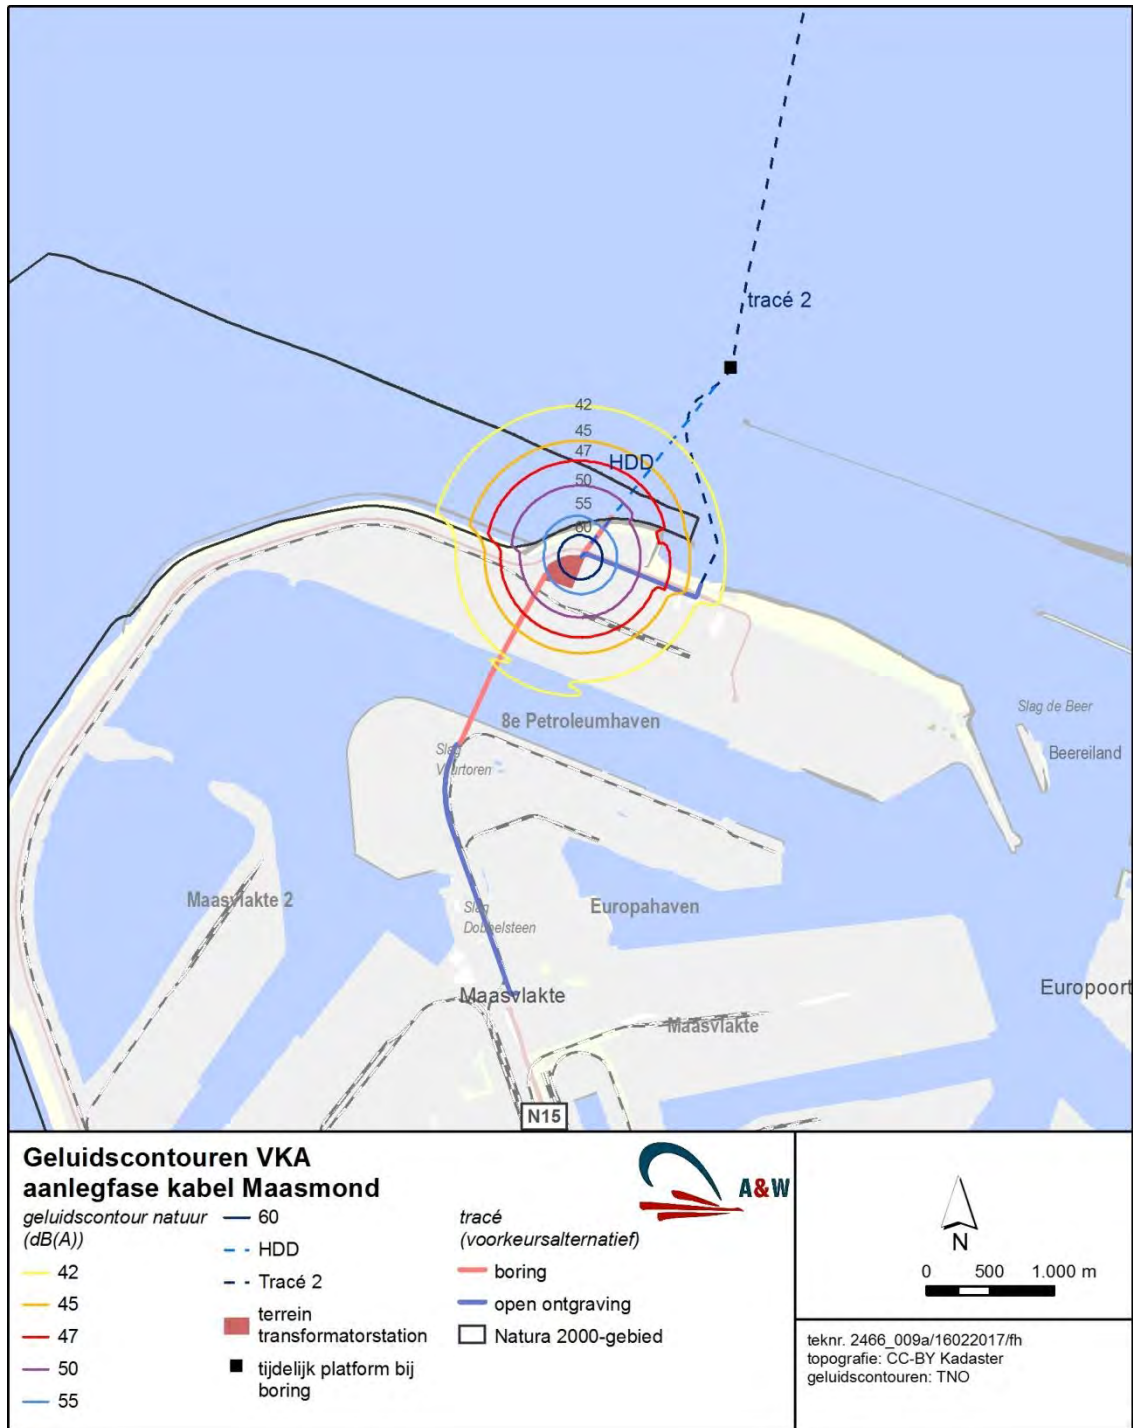 tracé 2
42
45
47
HDD
50
55
60
8e Petroleumhaven
Slag de Beer
Slag
Vuurtoren
Beereiland
Maasvlakte 2
Slag
Dobbelsteen
Europahaven
Maasvlakte
Europoort
Maasvlakte
N15
Geluidscontouren VKA
aanlegfase kabel Maasmond
geluidscontour natuur
(dB(A))
42
45
47
50
55
60
HDD
Tracé 2
terrein
transformatorstation
tijdelijk platform bij
boring
tracé
(voorkeursalternatief)
boring
open ontgraving
Natura 2000-gebied
A&W
N
0 500 1.000 m
teknr. 2466_009a/16022017/fh
topografie: CC-BY Kadaster
geluidscontouren: TNO